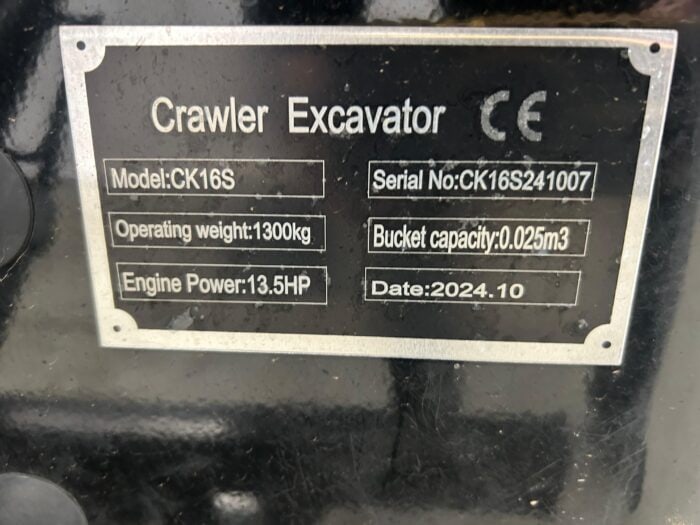 Crawler Excavator CE
Model:CK16S
Serial No:CK16S241007
Operating weight:1300kg
Bucket capacity:0.025m3
Engine Power:13.5HP
Date:2024.10